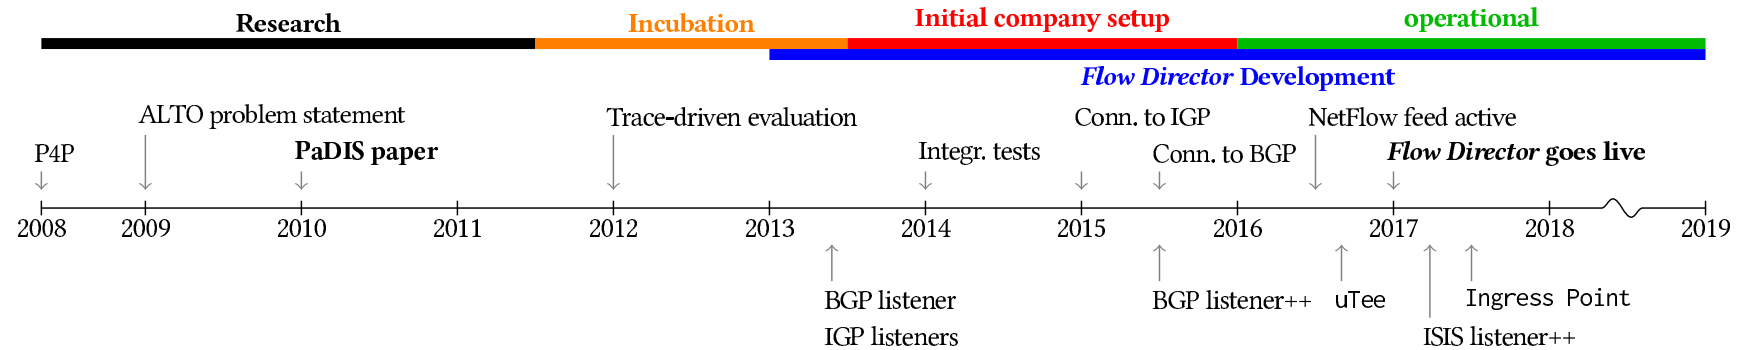 Research
Incubation
Initial company setup
operational
Flow Director Development
ALTO problem statement
Trace-driven evaluation
Conn. to IGP
NetFlow feed active
P4P
PaDIS paper
Integr. tests
Conn. to BGP
Flow Director goes live
2008 2009 2010 2011 2012 2013 2014 2015 2016 2017 2018 2019
BGP listener
IGP listeners
BGP listener++
uTee
Ingress Point
ISIS listener++